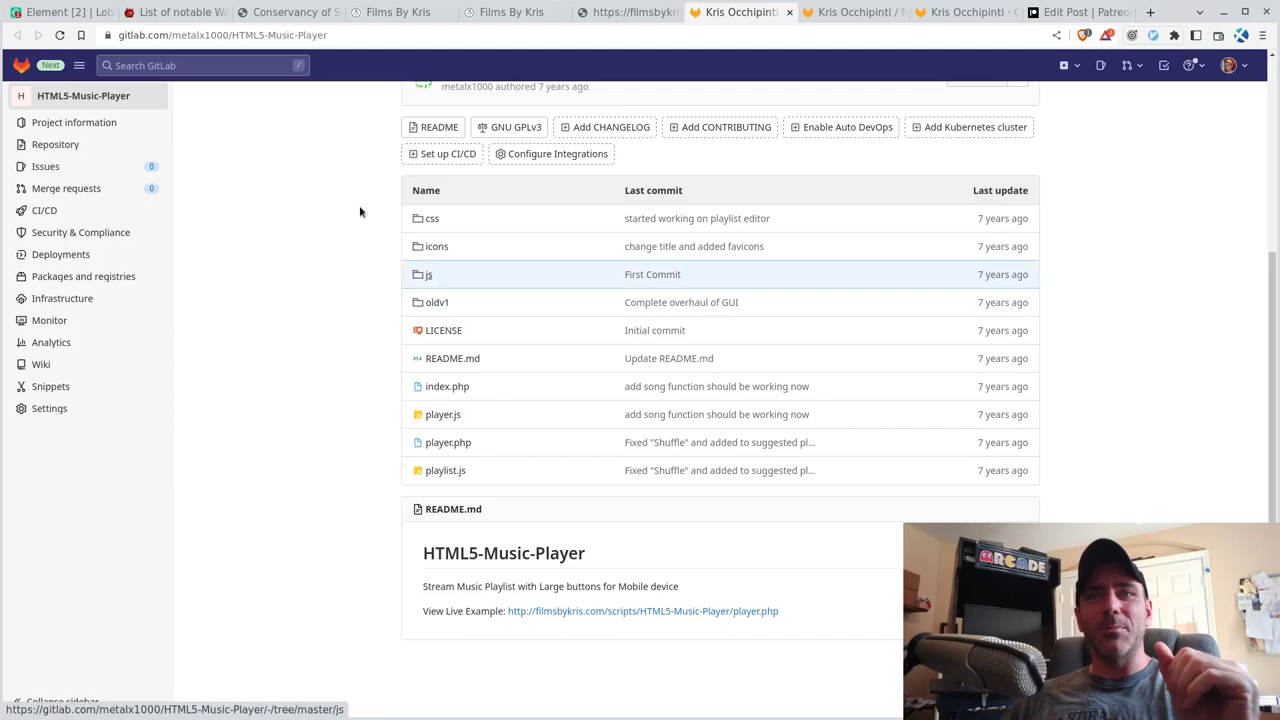 Element [2] | Lob
List of notable WA
Conservancy of S
Films By Kris
Films By Kris
https://filmsbykri
Kris Occhipinti
Kris Occhipinti / M
Kris Occhipinti · G
Edit Post | Patreo
gitlab.com/metalx1000/HTML5-Music-Player
Next
Search GitLab
/
H
HTML5-Music-Player
Project information
Repository
Issues 0
Merge requests 0
CI/CD
Security & Compliance
Deployments
Packages and registries
Infrastructure
Monitor
Analytics
Wiki
Snippets
Settings
Collapse sidebar
metalx1000 authored 7 years ago
README
GNU GPLv3
Add CHANGELOG
Add CONTRIBUTING
Enable Auto DevOps
Add Kubernetes cluster
Set up CI/CD
Configure Integrations
Name Last commit Last update
css started working on playlist editor 7 years ago
icons change title and added favicons 7 years ago
js First Commit 7 years ago
oldv1 Complete overhaul of GUI 7 years ago
LICENSE Initial commit 7 years ago
README.md Update README.md 7 years ago
index.php add song function should be working now 7 years ago
player.js add song function should be working now 7 years ago
player.php Fixed "Shuffle" and added to suggested pl... 7 years ago
playlist.js Fixed "Shuffle" and added to suggested pl... 7 years ago
README.md
HTML5-Music-Player
Stream Music Playlist with Large buttons for Mobile device
View Live Example: http://filmsbykris.com/scripts/HTML5-Music-Player/player.php
ARCADE
https://gitlab.com/metalx1000/HTML5-Music-Player/-/tree/master/js